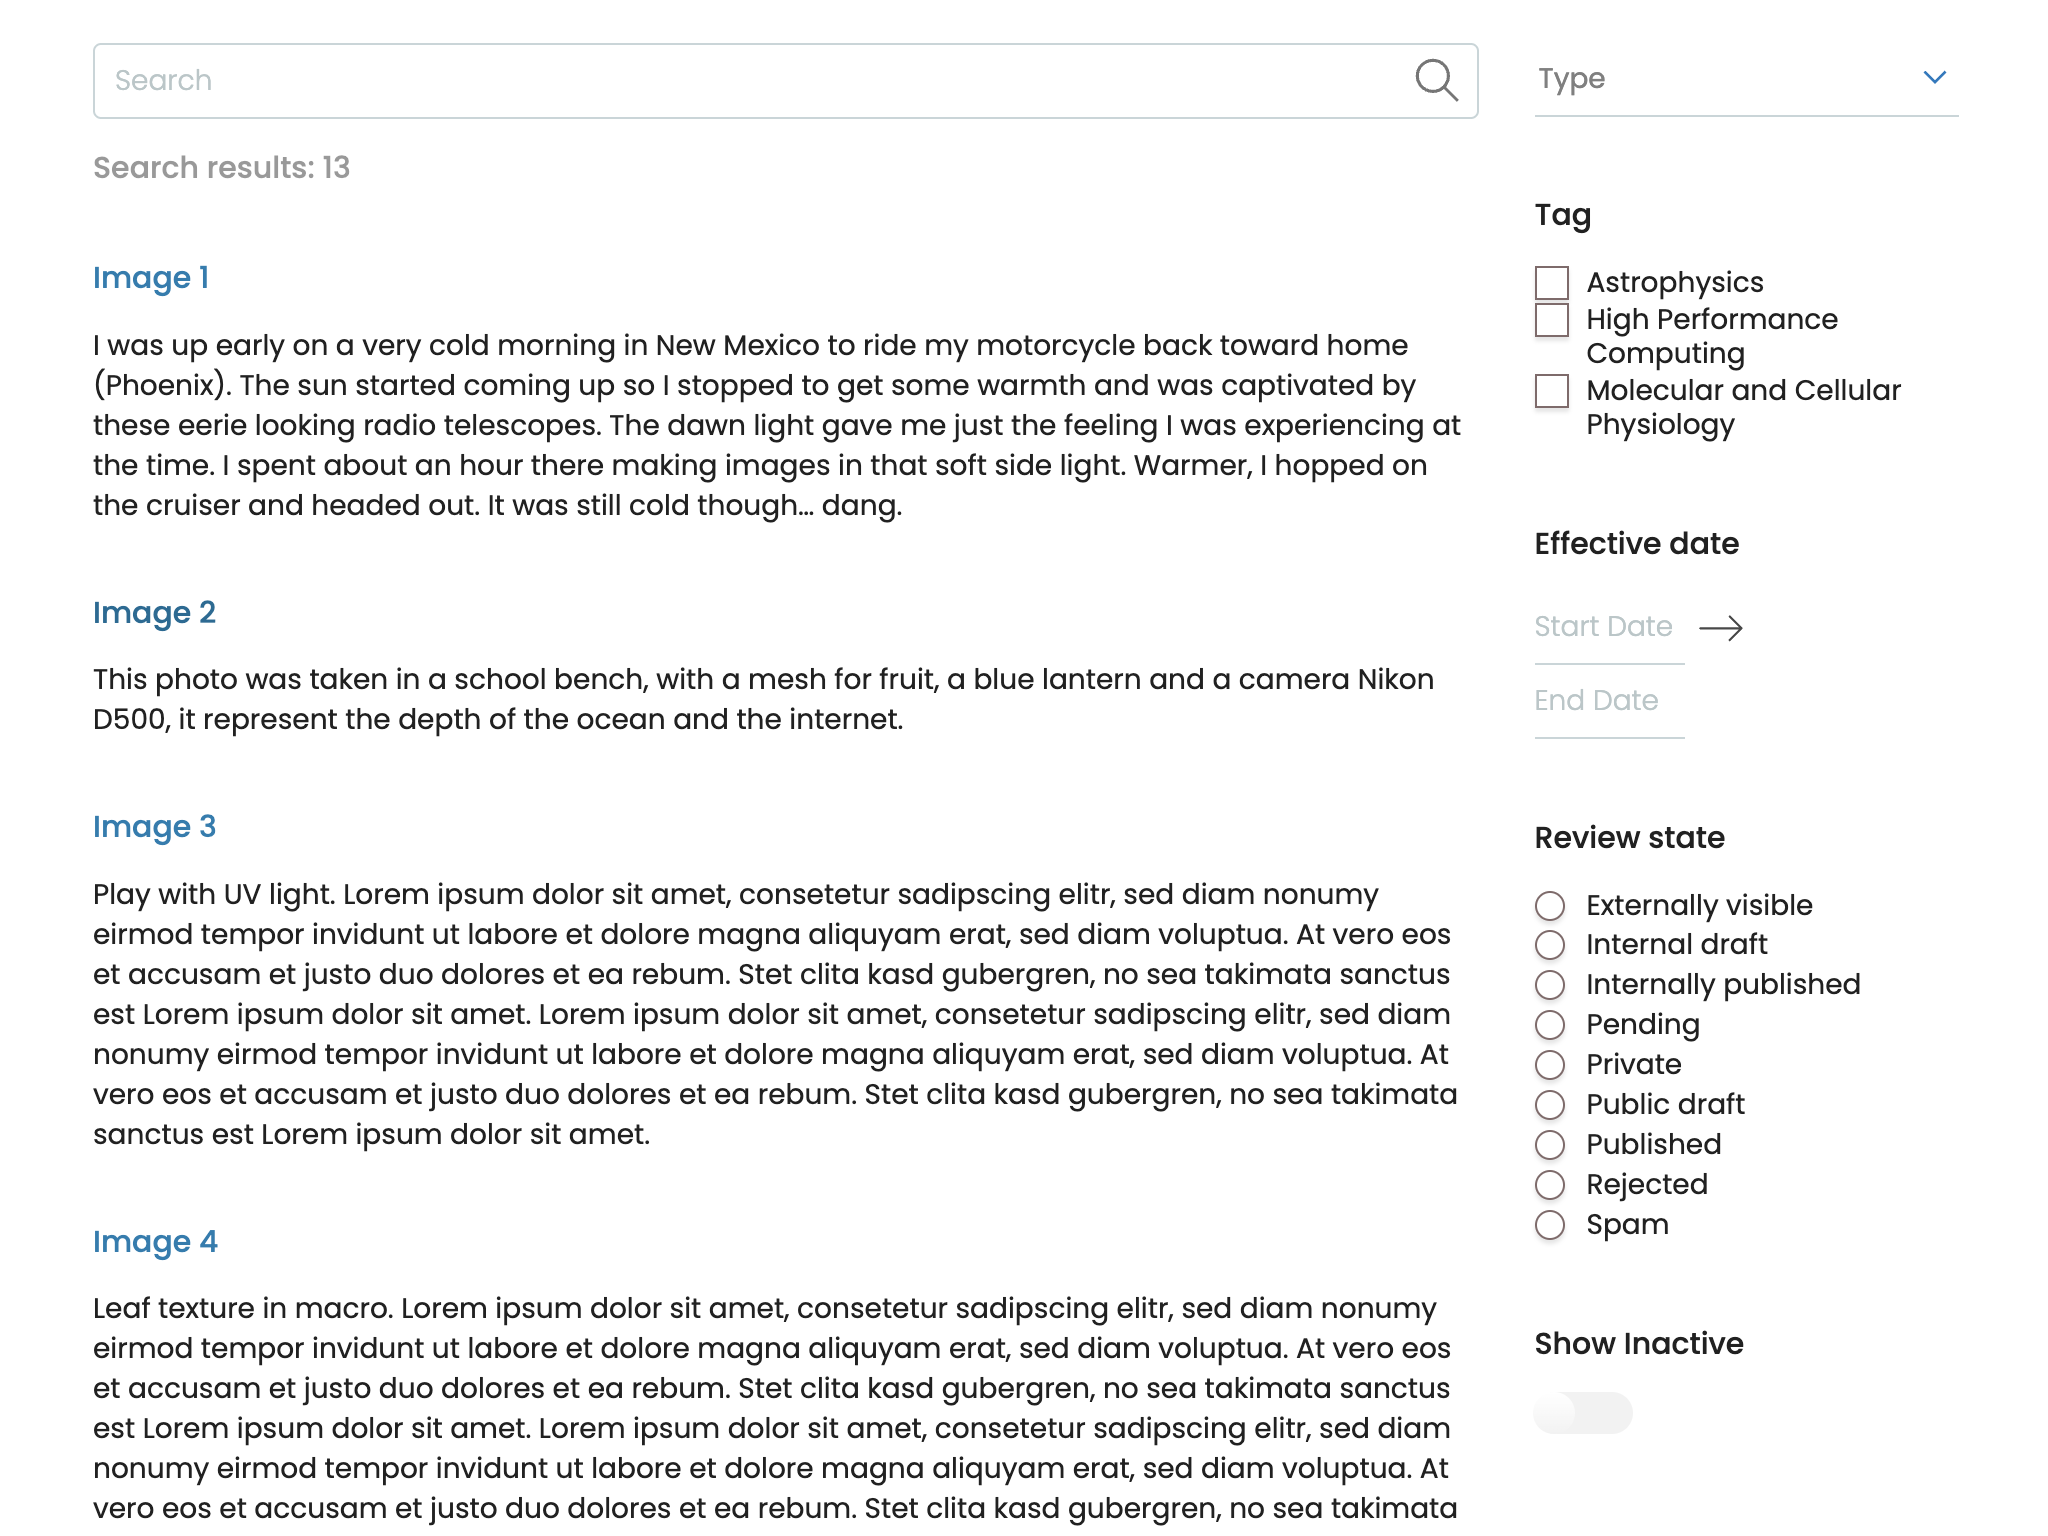 Search
Search results: 13
Image 1
I was up early on a very cold morning in New Mexico to ride my motorcycle back toward home
(Phoenix). The sun started coming up so I stopped to get some warmth and was captivated by
these eerie looking radio telescopes. The dawn light gave me just the feeling I was experiencing at
the time. I spent about an hour there making images in that soft side light. Warmer, I hopped on
the cruiser and headed out. It was still cold though... dang.
Image 2
This photo was taken in a school bench, with a mesh for fruit, a blue lantern and a camera Nikon
D500, it represent the depth of the ocean and the internet.
Image 3
Play with UV light. Lorem ipsum dolor sit amet, consetetur sadipscing elitr, sed diam nonumy
eirmod tempor invidunt ut labore et dolore magna aliquyam erat, sed diam voluptua. At vero eos
et accusam et justo duo dolores et ea rebum. Stet clita kasd gubergren, no sea takimata sanctus
est Lorem ipsum dolor sit amet. Lorem ipsum dolor sit amet, consetetur sadipscing elitr, sed diam
nonumy eirmod tempor invidunt ut labore et dolore magna aliquyam erat, sed diam voluptua. At
vero eos et accusam et justo duo dolores et ea rebum. Stet clita kasd gubergren, no sea takimata
sanctus est Lorem ipsum dolor sit amet.
Image 4
Leaf texture in macro. Lorem ipsum dolor sit amet, consetetur sadipscing elitr, sed diam nonumy
eirmod tempor invidunt ut labore et dolore magna aliquyam erat, sed diam voluptua. At vero eos
et accusam et justo duo dolores et ea rebum. Stet clita kasd gubergren, no sea takimata sanctus
est Lorem ipsum dolor sit amet. Lorem ipsum dolor sit amet, consetetur sadipscing elitr, sed diam
nonumy eirmod tempor invidunt ut labore et dolore magna aliquyam erat, sed diam voluptua. At
vero eos et accusam et justo duo dolores et ea rebum. Stet clita kasd gubergren, no sea takimata
Type
Tag
Astrophysics
High Performance
Computing
Molecular and Cellular
Physiology
Effective date
Start Date
End Date
Review state
Externally visible
Internal draft
Internally published
Pending
Private
Public draft
Published
Rejected
Spam
Show Inactive